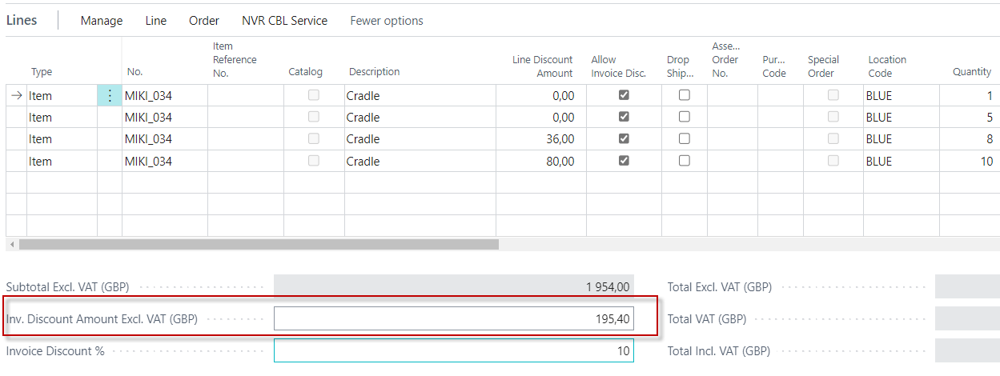 Lines Manage Line Order NVR CBL Service Fewer options
Type No. Item Reference No. Catalog Description Line Discount Amount Allow Invoice Disc. Drop Ship... Asse... Order No. Pur... Code Special Order Location Code Quantity
Item MIKI_034 Cradle 0,00 BLUE 1
Item MIKI_034 Cradle 0,00 BLUE 5
Item MIKI_034 Cradle 36,00 BLUE 8
Item MIKI_034 Cradle 80,00 BLUE 10
Subtotal Excl. VAT (GBP) 1 954,00 Total Excl. VAT (GBP)
Inv. Discount Amount Excl. VAT (GBP) 195,40 Total VAT (GBP)
Invoice Discount % 10 Total Incl. VAT (GBP)